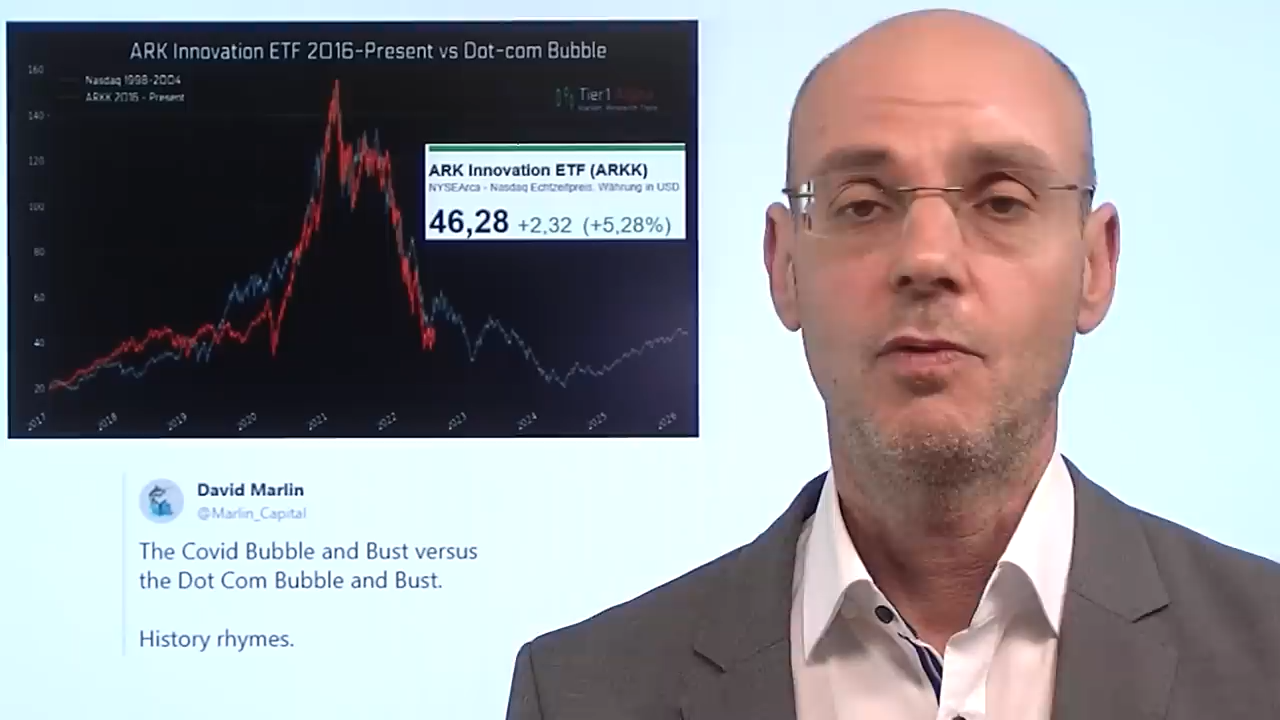 ARK Innovation ETF 2016-Present vs Dot-com Bubble
160
140
120
100
80
60
40
20
Nasdaq 1998-2004
ARKK 2016 - Present
Tier1 Alpha
ARK Innovation ETF (ARKK)
NYSEArca - Nasdaq Echtzeitpreis. Währung in USD
46,28 +2,32 (+5,28%)
2017 2018 2019 2020 2021 2022 2023 2024 2025 2026
David Marlin
@Marlin_Capital
The Covid Bubble and Bust versus
the Dot Com Bubble and Bust.
History rhymes.